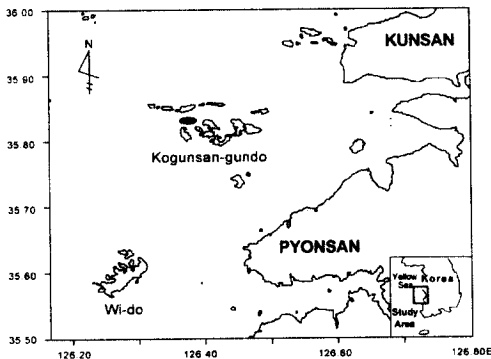 36 00
N
KUNSAN
35.90
35.80
Kogunsan-gundo
35 70
PYONSAN
35 60
Yellow Korea
Sea
Wi-do
Study
Area
35.50
126.20
126.40
126.60
126.80E